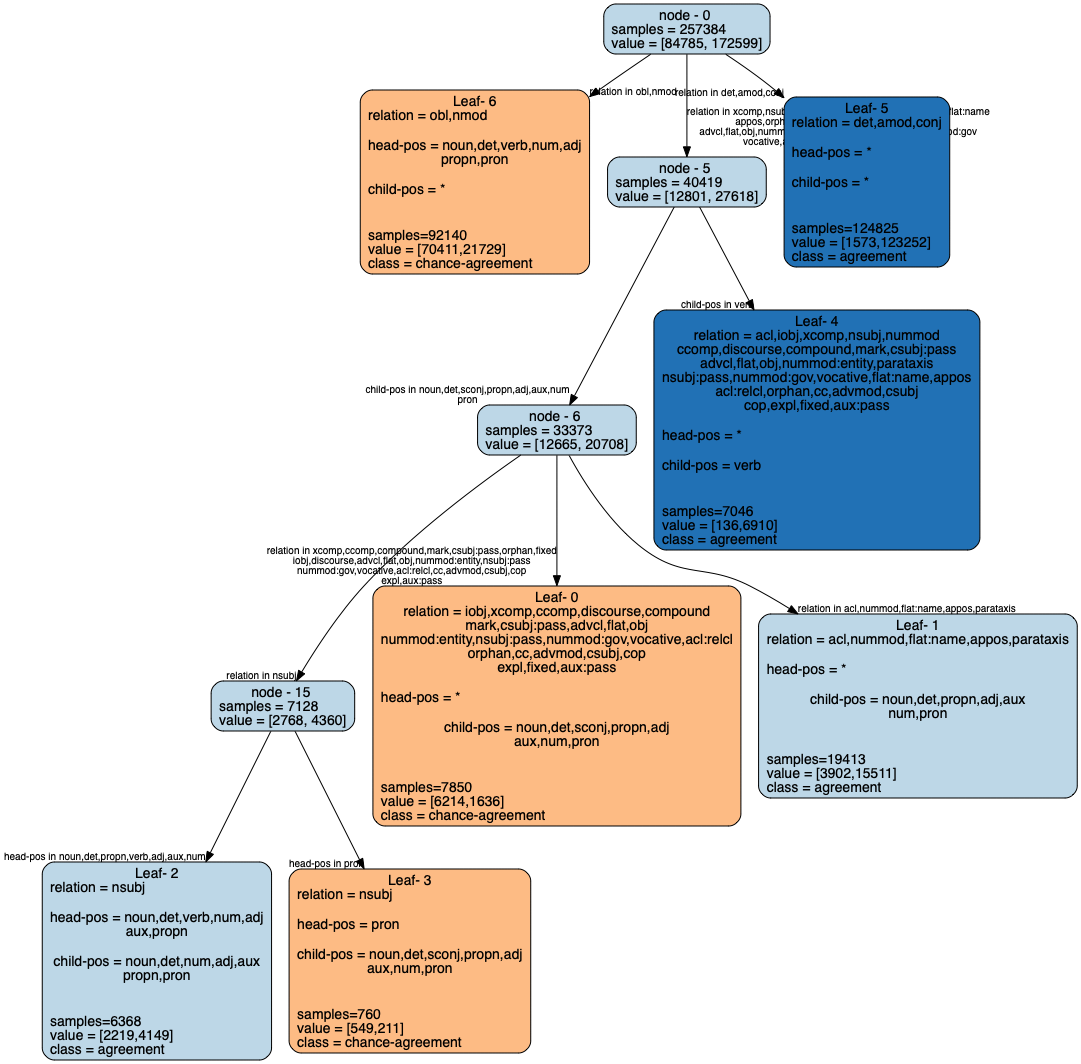 node - 0
samples = 257384
value = [84785, 172599]
relation in obl,nmod
relation in det,amod,conj
relation in xcomp,nsub
flat:name
appos,orph
advcl,flat,obj,numm
od:gov
vocative,
Leaf- 6
relation = obl,nmod
head-pos = noun,det,verb,num,adj
propn,pron
child-pos = *
samples=92140
value = [70411,21729]
class = chance-agreement
Leaf- 5
relation = det,amod,conj
head-pos = *
child-pos = *
samples=124825
value = [1573,123252]
class = agreement
node - 5
samples = 40419
value = [12801, 27618]
child-pos in verb
Leaf- 4
relation = acl,iobj,xcomp,nsubj,nummod
ccomp,discourse,compound,mark,csubj:pass
advcl,flat,obj,nummod:entity,parataxis
nsubj:pass,nummod:gov,vocative,flat:name,appos
acl:relcl,orphan,cc,advmod,csubj
cop,expl,fixed,aux:pass
head-pos = *
child-pos = verb
samples=7046
value = [136,6910]
class = agreement
child-pos in noun,det,sconj,propn,adj,aux,num
pron
node - 6
samples = 33373
value = [12665, 20708]
relation in xcomp,ccomp,compound,mark,csubj:pass,orphan,fixed
iobj,discourse,advcl,flat,obj,nummod:entity,nsubj:pass
nummod:gov,vocative,acl:relcl,cc,advmod,csubj,cop
expl,aux:pass
Leaf- 0
relation = iobj,xcomp,ccomp,discourse,compound
mark,csubj:pass,advcl,flat,obj
nummod:entity,nsubj:pass,nummod:gov,vocative,acl:relcl
orphan,cc,advmod,csubj,cop
expl,fixed,aux:pass
head-pos = *
child-pos = noun,det,sconj,propn,adj
aux,num,pron
samples=7850
value = [6214,1636]
class = chance-agreement
relation in acl,nummod,flat:name,appos,parataxis
Leaf- 1
relation = acl,nummod,flat:name,appos,parataxis
head-pos = *
child-pos = noun,det,propn,adj,aux
num,pron
samples=19413
value = [3902,15511]
class = agreement
relation in nsubj
node - 15
samples = 7128
value = [2768, 4360]
head-pos in noun,det,propn,verb,adj,aux,num
Leaf- 2
relation = nsubj
head-pos = noun,det,verb,num,adj
aux,propn
child-pos = noun,det,num,adj,aux
propn,pron
samples=6368
value = [2219,4149]
class = agreement
head-pos in pron
Leaf- 3
relation = nsubj
head-pos = pron
child-pos = noun,det,sconj,propn,adj
aux,num,pron
samples=760
value = [549,211]
class = chance-agreement